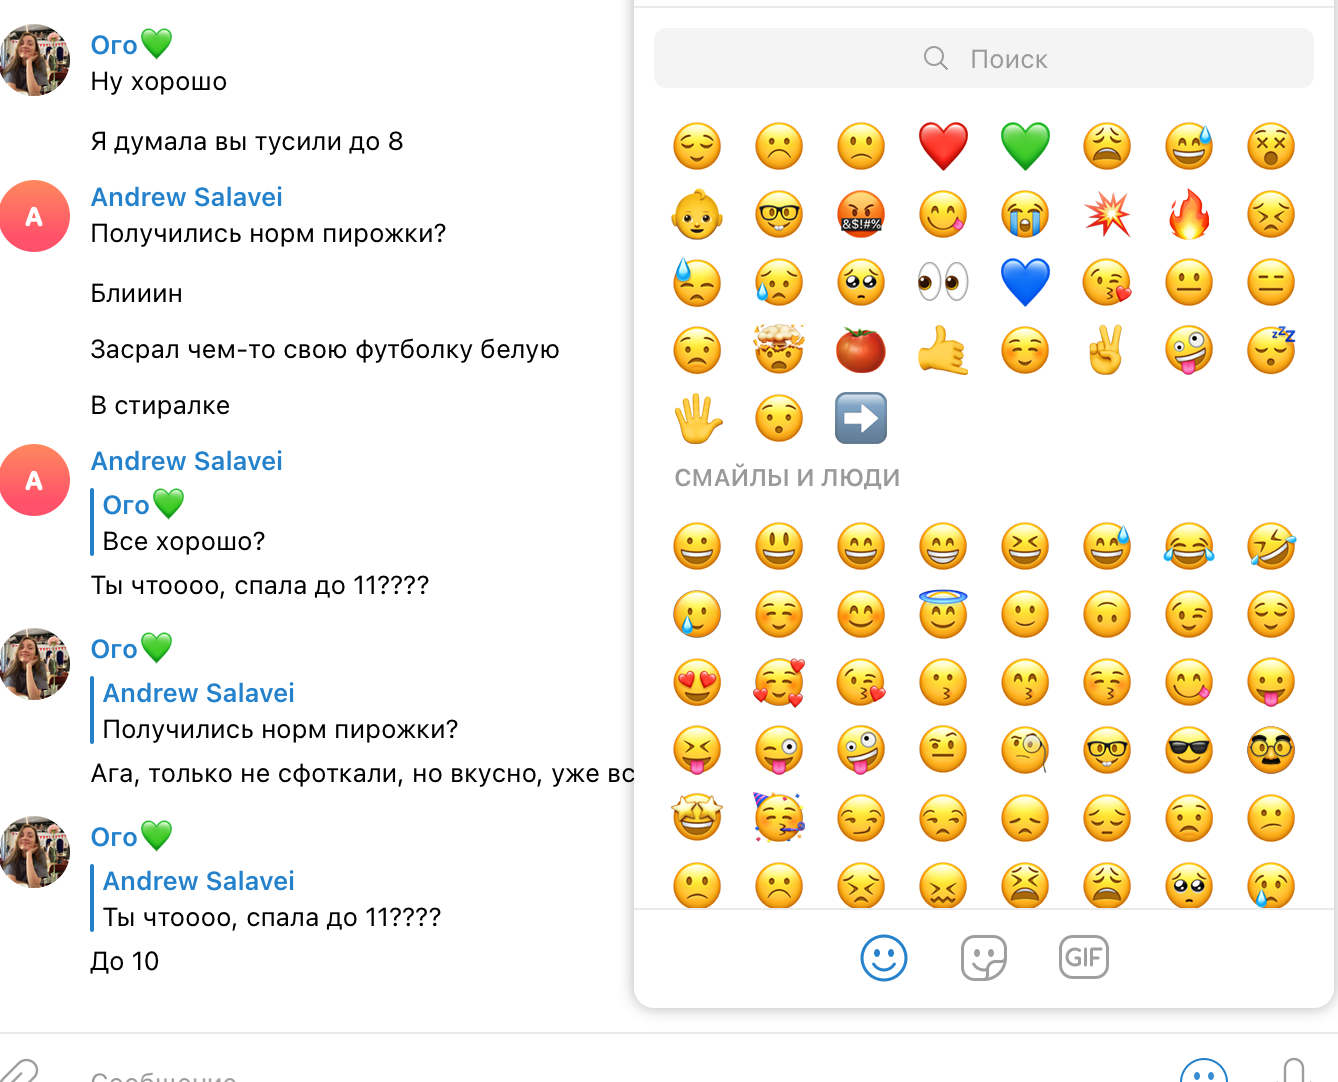 Ого💚
Ну хорошо
Я думала вы тусили до 8
A
Andrew Salavei
Получились норм пирожки?
Блииин
Засрал чем-то свою футболку белую
В стиралке
A
Andrew Salavei
Ого💚
Все хорошо?
Ты чтоооо, спала до 11????
Ого💚
Andrew Salavei
Получились норм пирожки?
Ага, только не сфоткали, но вкусно, уже вс
Ого💚
Andrew Salavei
Ты чтоооо, спала до 11????
До 10
Сообщение
Поиск
&$!#%
zzZ
СМАЙЛЫ И ЛЮДИ
GIF